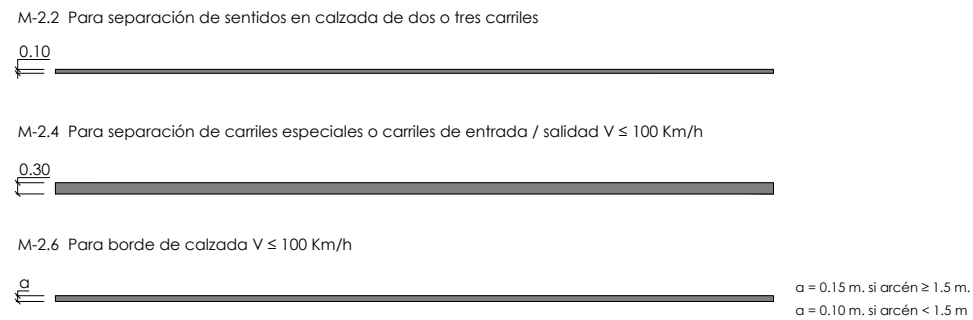 M-2.2 Para separación de sentidos en calzada de dos o tres carriles
0.10
M-2.4 Para separación de carriles especiales o carriles de entrada / salidad V ≤ 100 Km/h
0.30
M-2.6 Para borde de calzada V ≤ 100 Km/h
a
a = 0.15 m. si arcén ≥ 1.5 m.
a = 0.10 m. si arcén < 1.5 m